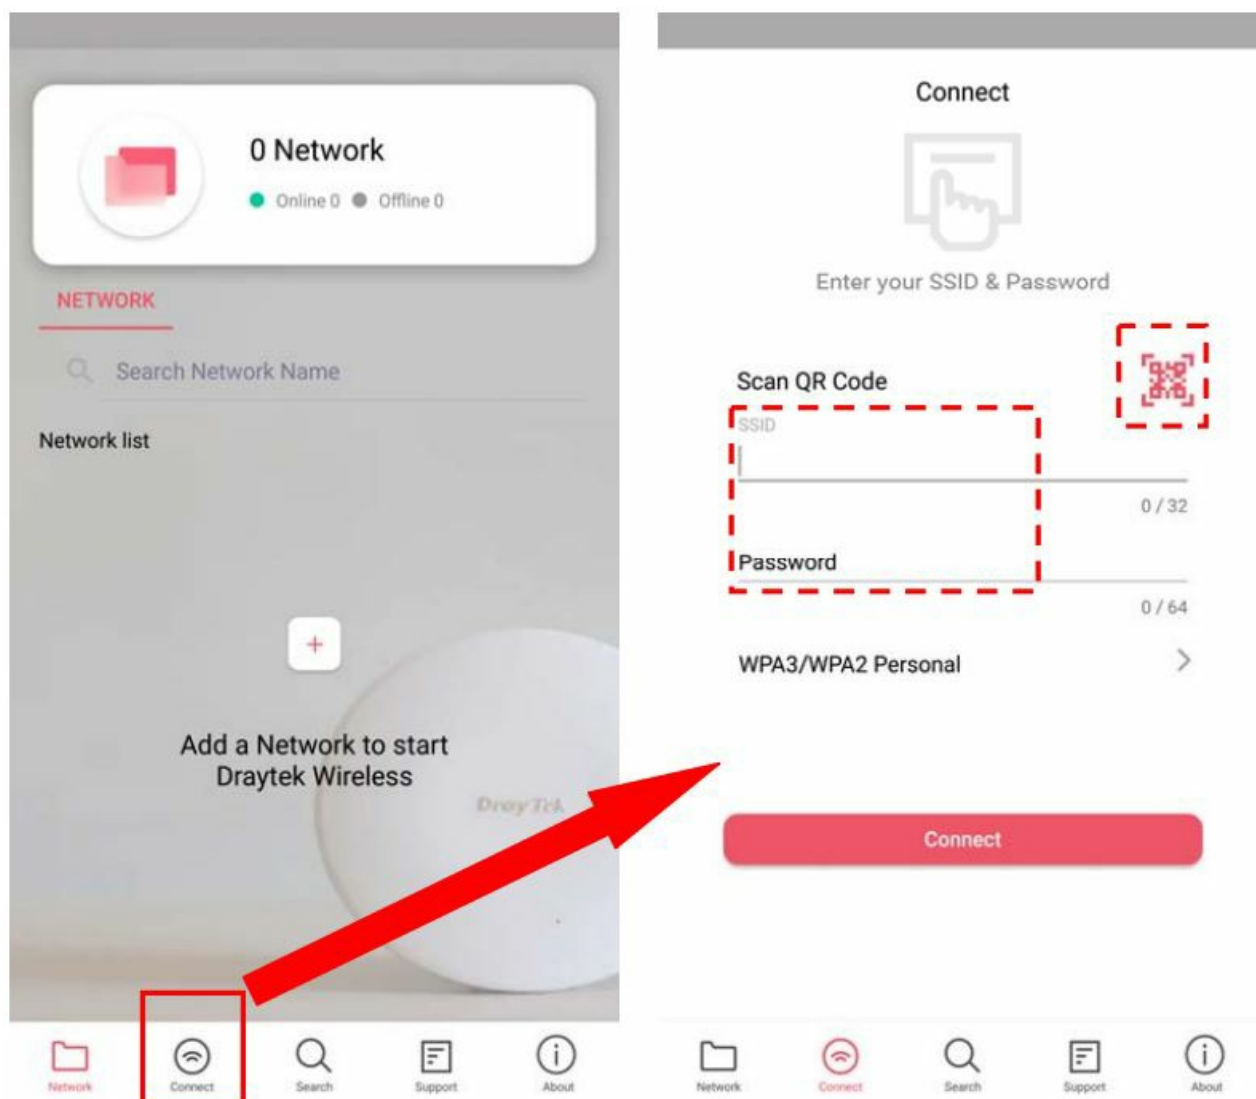 0 Network
Online 0 Offline 0
NETWORK
Search Network Name
Network list
+
Add a Network to start
Draytek Wireless
DrayTek
Network Connect Search Support About
Connect
Enter your SSID & Password
Scan QR Code
SSID
0 / 32
Password
0 / 64
WPA3/WPA2 Personal
Connect
Network Connect Search Support About